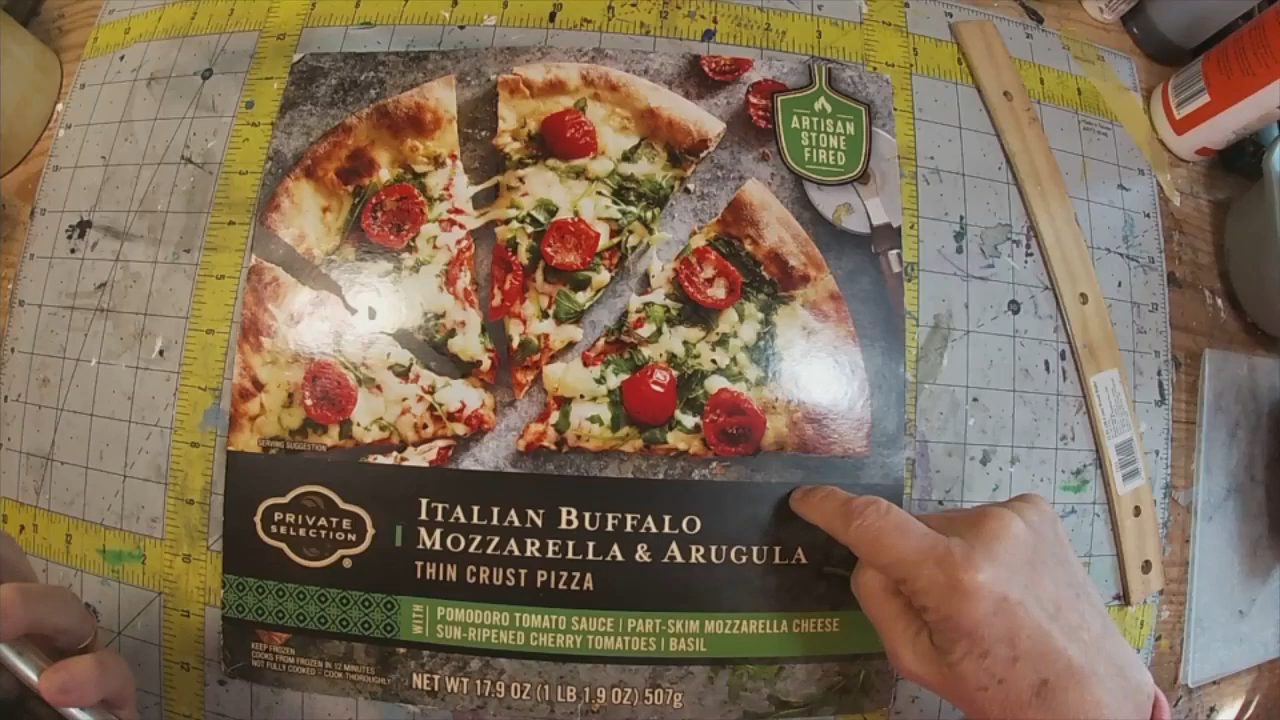 ARTISAN
STONE
FIRED
SERVING SUGGESTION
PRIVATE
SELECTION
®
ITALIAN BUFFALO
MOZZARELLA & ARUGULA
THIN CRUST PIZZA
WITH
POMODORO TOMATO SAUCE | PART-SKIM MOZZARELLA CHEESE
SUN-RIPENED CHERRY TOMATOES | BASIL
KEEP FROZEN
COOKS FROM FROZEN IN 12 MINUTES
NOT FULLY COOKED - COOK THOROUGHLY
NET WT 17.9 OZ (1 LB 1.9 OZ) 507g